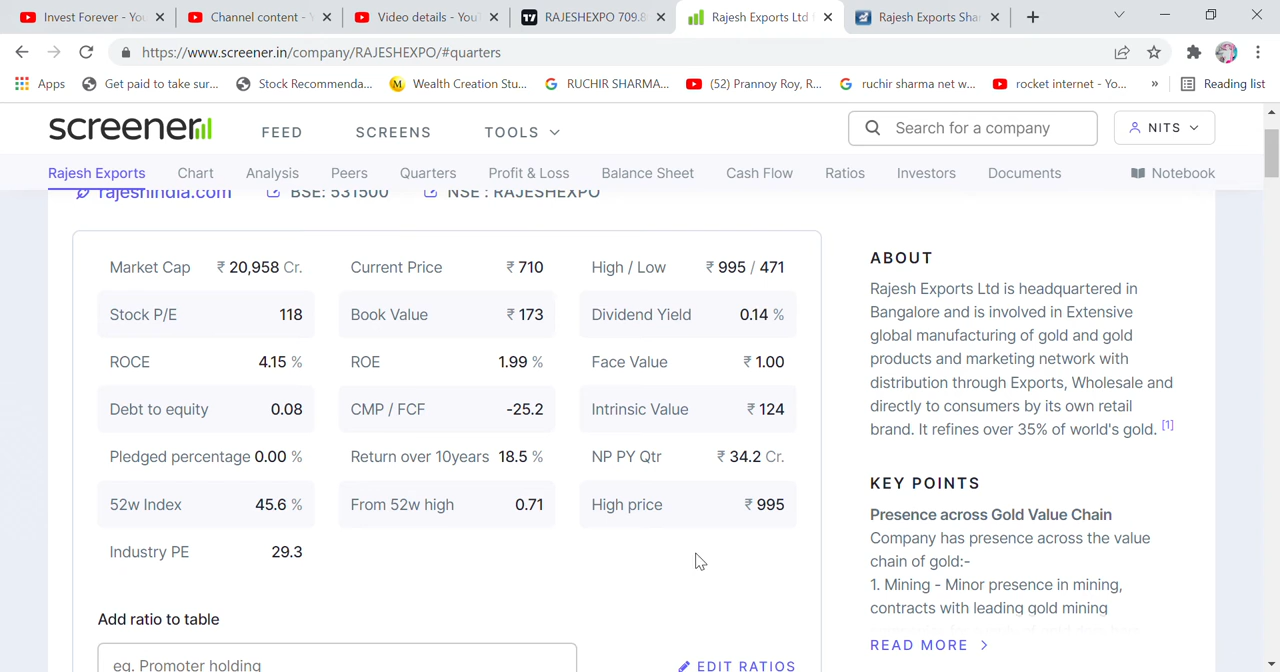 Invest Forever - You
Channel content - Y
Video details - You
RAJESHEXPO 709.8
Rajesh Exports Ltd
Rajesh Exports Sha
https://www.screener.in/company/RAJESHEXPO/#quarters
Apps Get paid to take sur... Stock Recommenda... Wealth Creation Stu... RUCHIR SHARMA... (52) Prannoy Roy, R... ruchir sharma net w... rocket internet - Yo... » Reading list
screener FEED SCREENS TOOLS Search for a company NITS
Rajesh Exports Chart Analysis Peers Quarters Profit & Loss Balance Sheet Cash Flow Ratios Investors Documents Notebook
rajeshindia.com BSE: 531500 NSE : RAJESHEXPO
Market Cap ₹ 20,958 Cr. Current Price ₹ 710 High / Low ₹ 995 / 471
Stock P/E 118 Book Value ₹ 173 Dividend Yield 0.14 %
ROCE 4.15 % ROE 1.99 % Face Value ₹ 1.00
Debt to equity 0.08 CMP / FCF -25.2 Intrinsic Value ₹ 124
Pledged percentage 0.00 % Return over 10years 18.5 % NP PY Qtr ₹ 34.2 Cr.
52w Index 45.6 % From 52w high 0.71 High price ₹ 995
Industry PE 29.3
Add ratio to table
eg. Promoter holding
EDIT RATIOS
ABOUT
Rajesh Exports Ltd is headquartered in
Bangalore and is involved in Extensive
global manufacturing of gold and gold
products and marketing network with
distribution through Exports, Wholesale and
directly to consumers by its own retail
brand. It refines over 35% of world's gold. [1]
KEY POINTS
Presence across Gold Value Chain
Company has presence across the value
chain of gold:-
1. Mining - Minor presence in mining,
contracts with leading gold mining
READ MORE